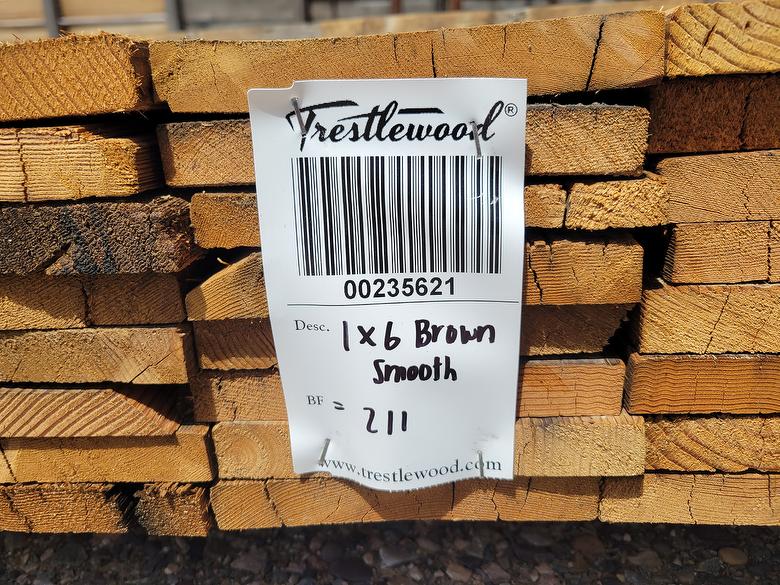 Trestlewood®
00235621
Desc. 1x6 Brown
Smooth
BF = 211
www.trestlewood.com